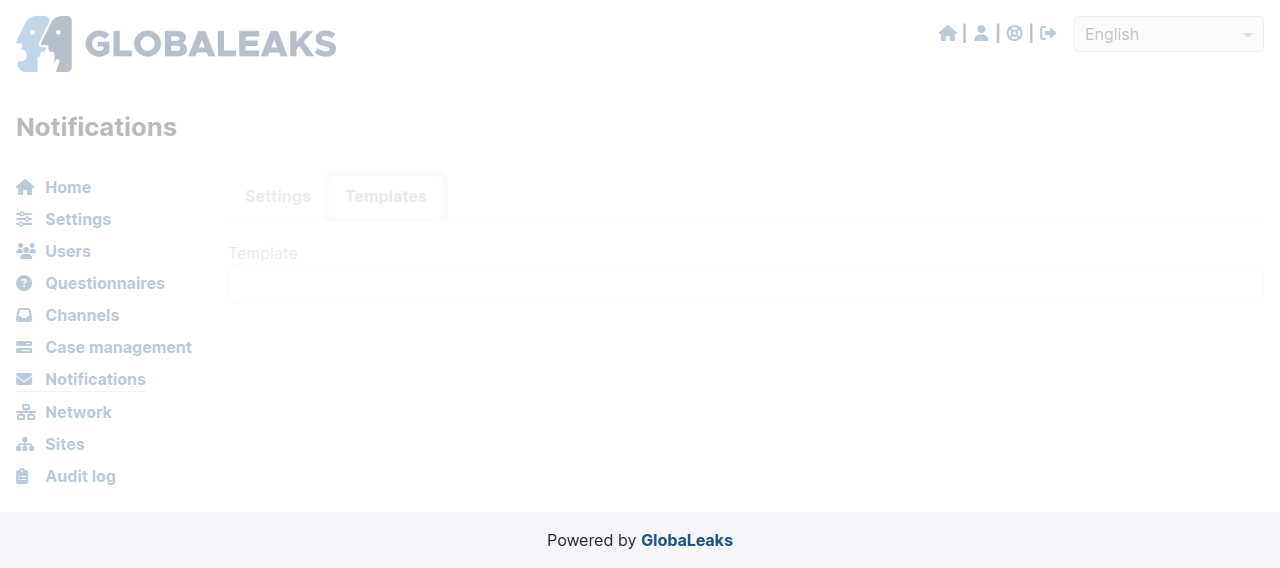 GLOBALEAKS
| | |
English
Notifications
Home
Settings
Users
Questionnaires
Channels
Case management
Notifications
Network
Sites
Audit log
Settings Templates
Template
Powered by GlobaLeaks